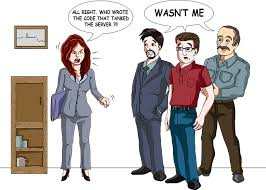 ALL RIGHT, WHO WROTE
THE CODE THAT TANKED
THE SERVER ?!!
WASN'T ME